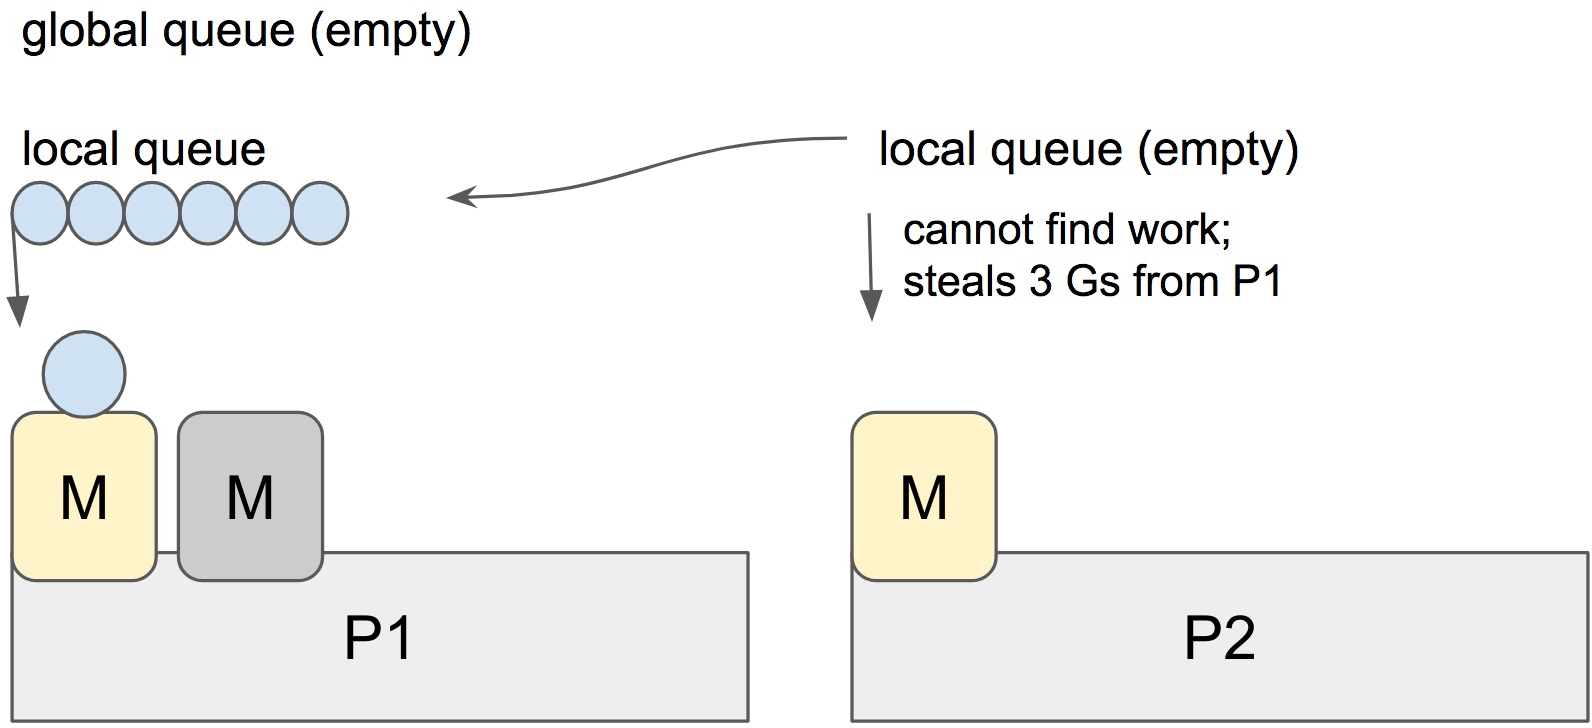 global queue (empty)
local queue
local queue (empty)
cannot find work;
steals 3 Gs from P1
M
M
M
P1
P2